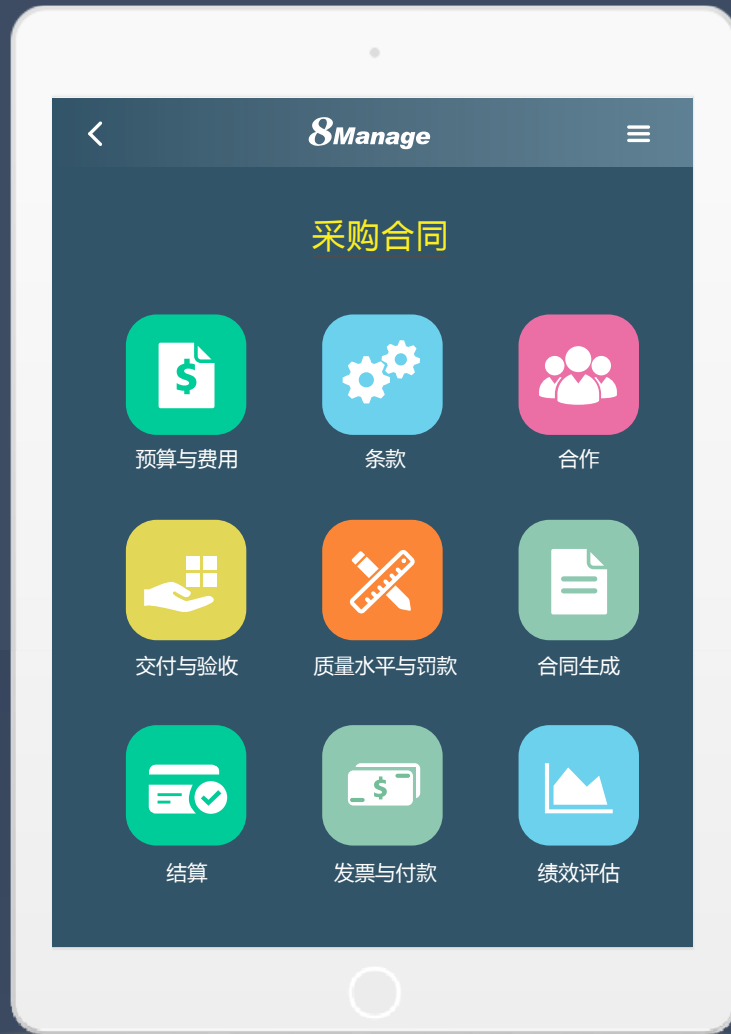 8Manage
采购合同
预算与费用
条款
合作
交付与验收
质量水平与罚款
合同生成
结算
发票与付款
绩效评估